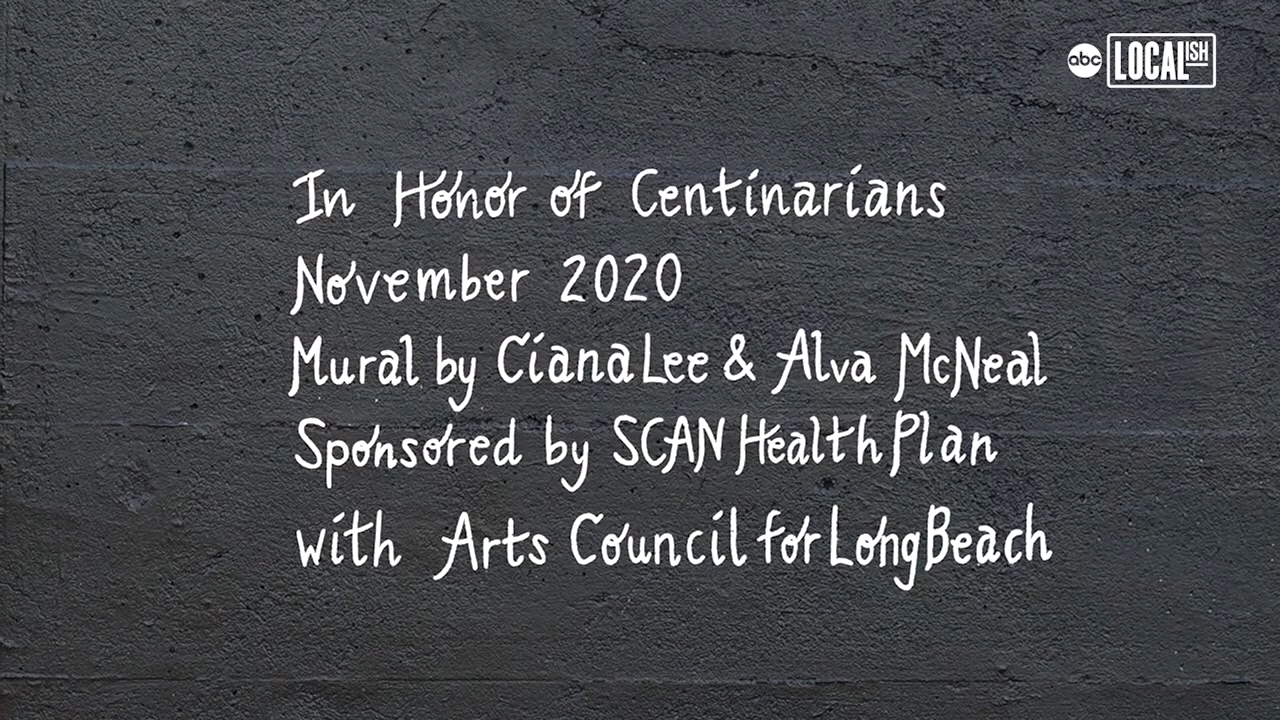 abc LOCALISH
In Honor of Centinarians
November 2020
Mural by Ciana Lee & Alva McNeal
Sponsored by SCAN Health Plan
with Arts Council for Long Beach